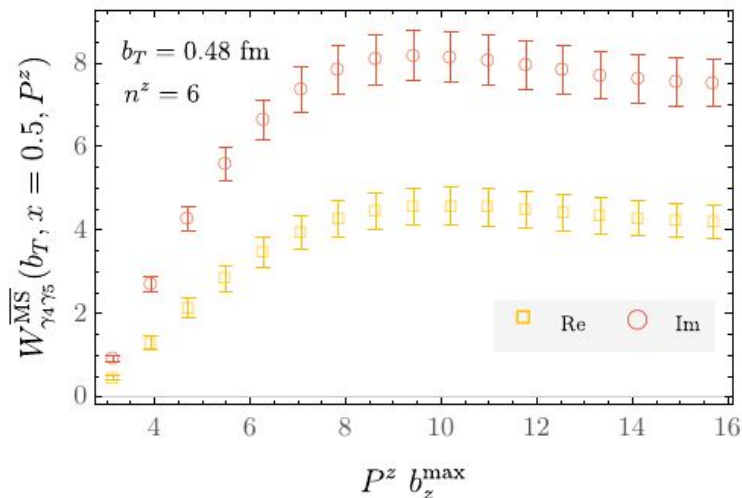 b_T = 0.48 fm
n^z = 6
W^{\overline{MS}}_{γ_4γ_5}(b_T, x = 0.5, P^z)
8
6
4
2
0
Re Im
4 6 8 10 12 14 16
P^z b_z^{max}